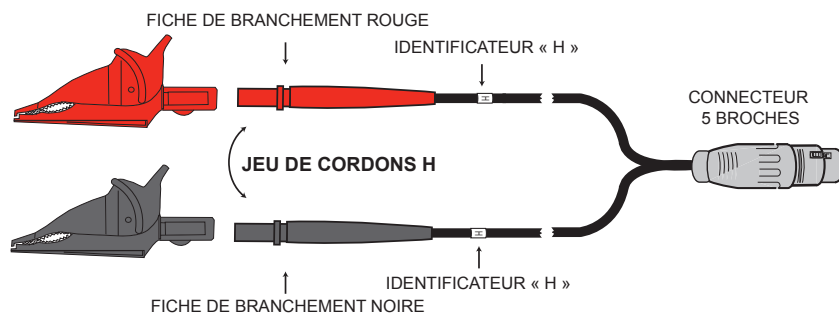 FICHE DE BRANCHEMENT ROUGE
IDENTIFICATEUR « H »
H
CONNECTEUR
5 BROCHES
JEU DE CORDONS H
H
IDENTIFICATEUR « H »
FICHE DE BRANCHEMENT NOIRE